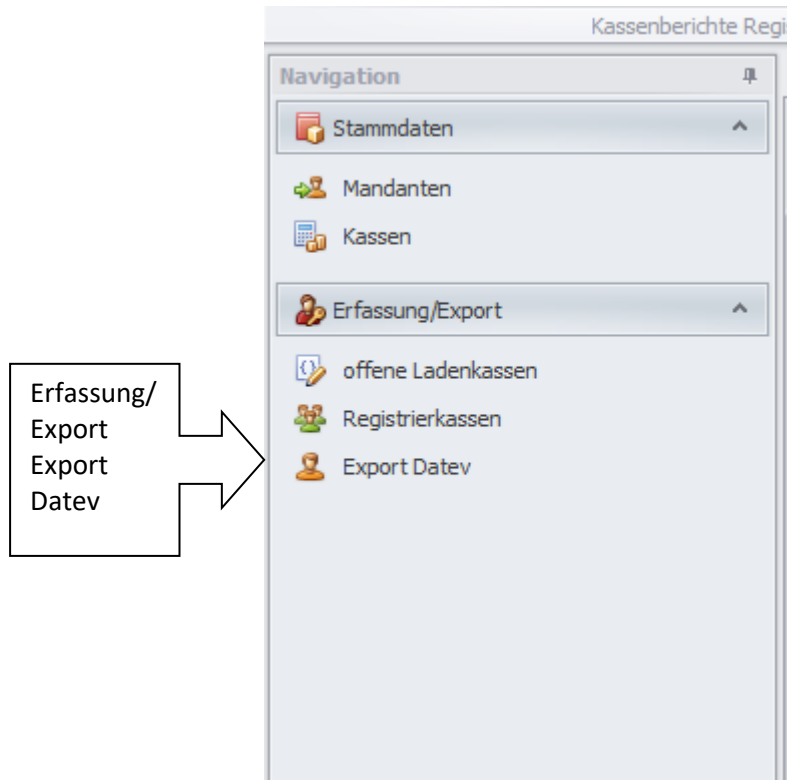 Kassenberichte Regi
Navigation
Stammdaten
Mandanten
Kassen
Erfassung/Export
offene Ladenkassen
Registrierkassen
Export Datev
Erfassung/
Export
Export
Datev